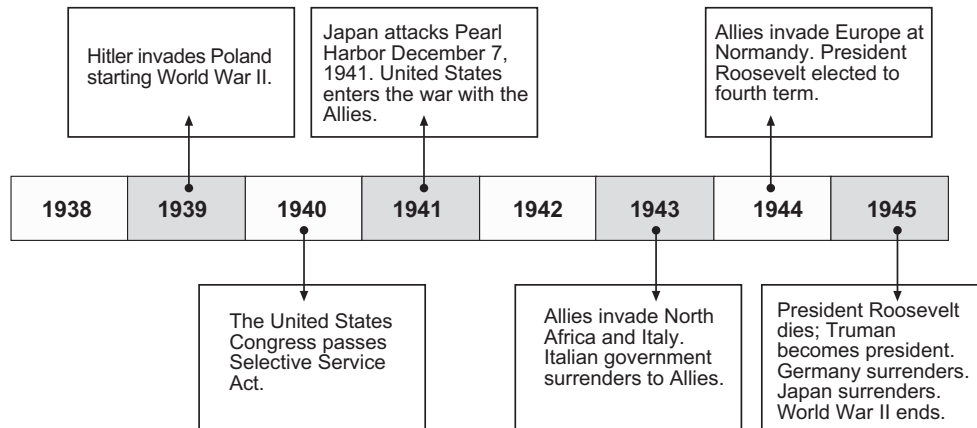 Hitler invades Poland
starting World War II.
Japan attacks Pearl
Harbor December 7,
1941. United States
enters the war with the
Allies.
Allies invade Europe at
Normandy. President
Roosevelt elected to
fourth term.
1938 1939 1940 1941 1942 1943 1944 1945
The United States
Congress passes
Selective Service
Act.
Allies invade North
Africa and Italy.
Italian government
surrenders to Allies.
President Roosevelt
dies; Truman
becomes president.
Germany surrenders.
Japan surrenders.
World War II ends.